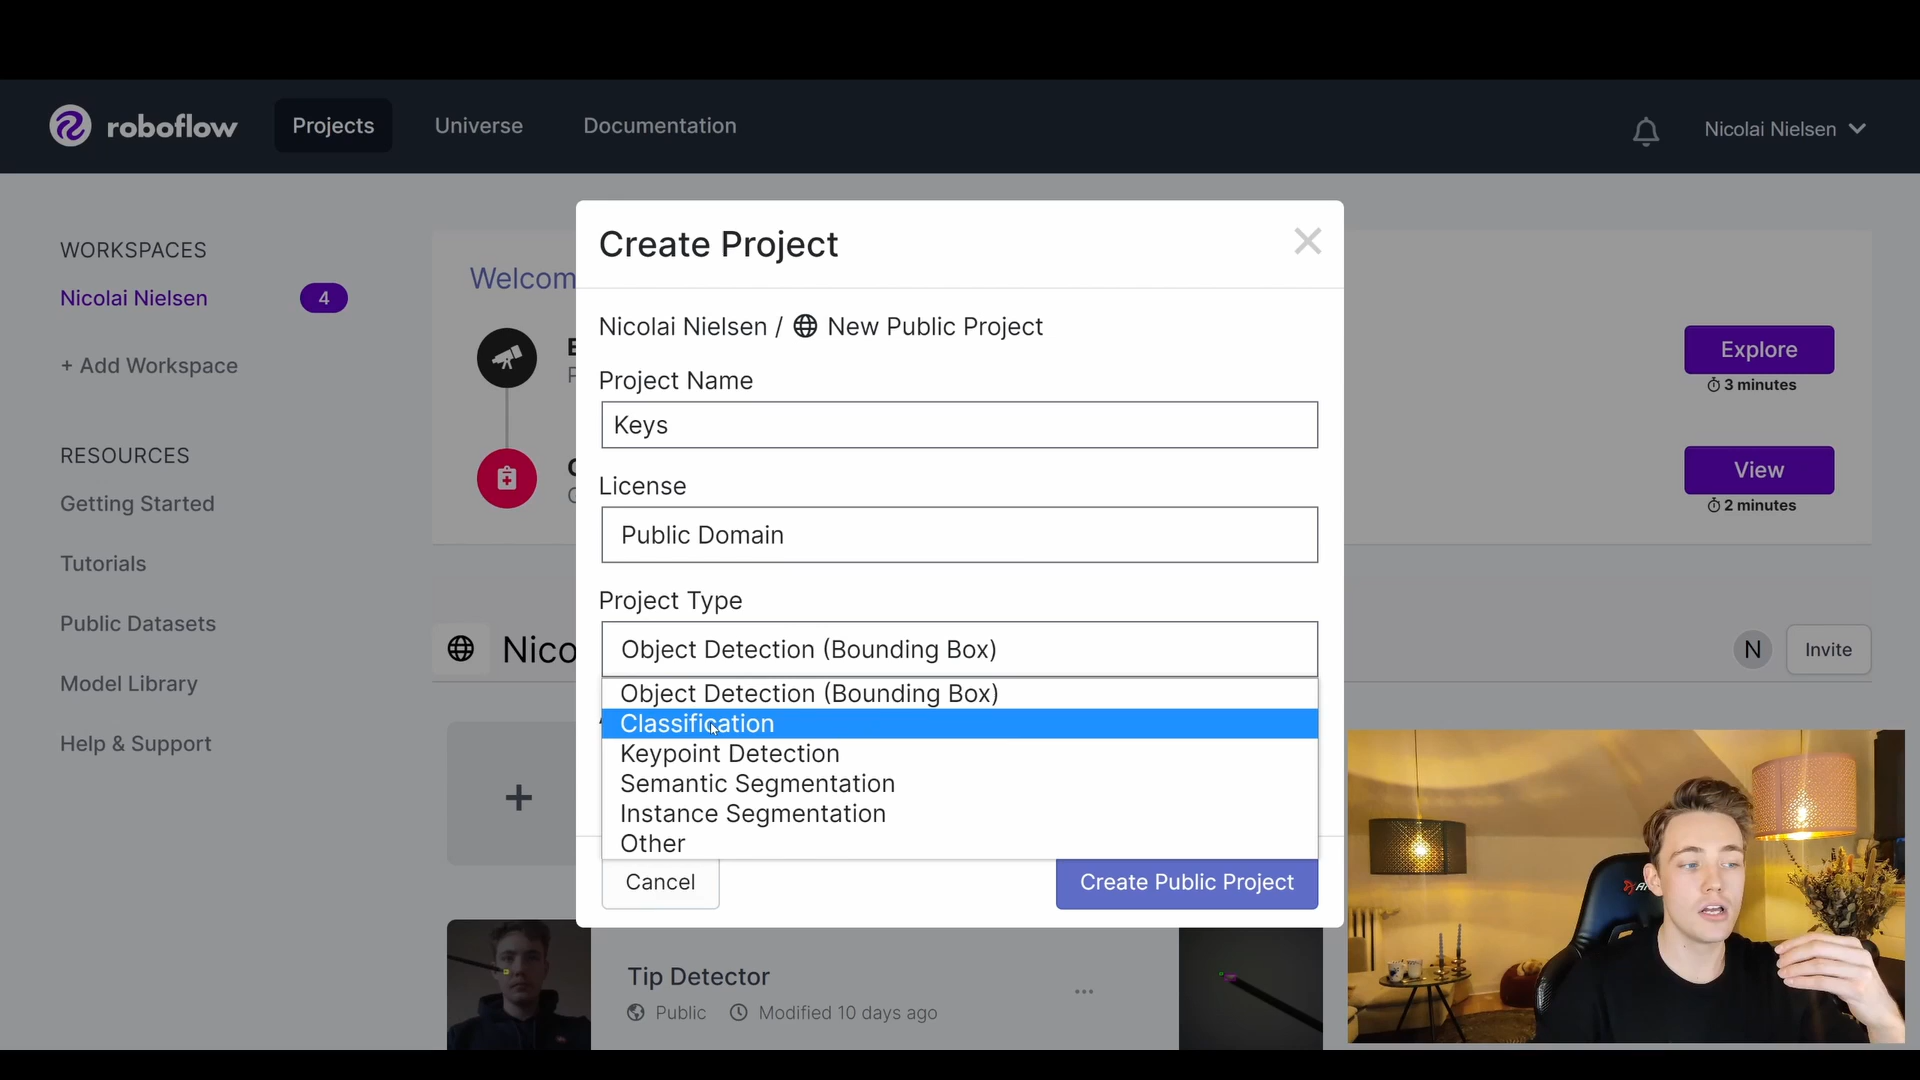 roboflow
Projects
Universe
Documentation
Nicolai Nielsen
WORKSPACES
Nicolai Nielsen
4
+ Add Workspace
RESOURCES
Getting Started
Tutorials
Public Datasets
Model Library
Help & Support
Welcom
Explore
3 minutes
View
2 minutes
Nico
N
Invite
Create Project
Nicolai Nielsen / New Public Project
Project Name
Keys
License
Public Domain
Project Type
Object Detection (Bounding Box)
Object Detection (Bounding Box)
Classification
Keypoint Detection
Semantic Segmentation
Instance Segmentation
Other
Cancel
Create Public Project
Tip Detector
Public
Modified 10 days ago